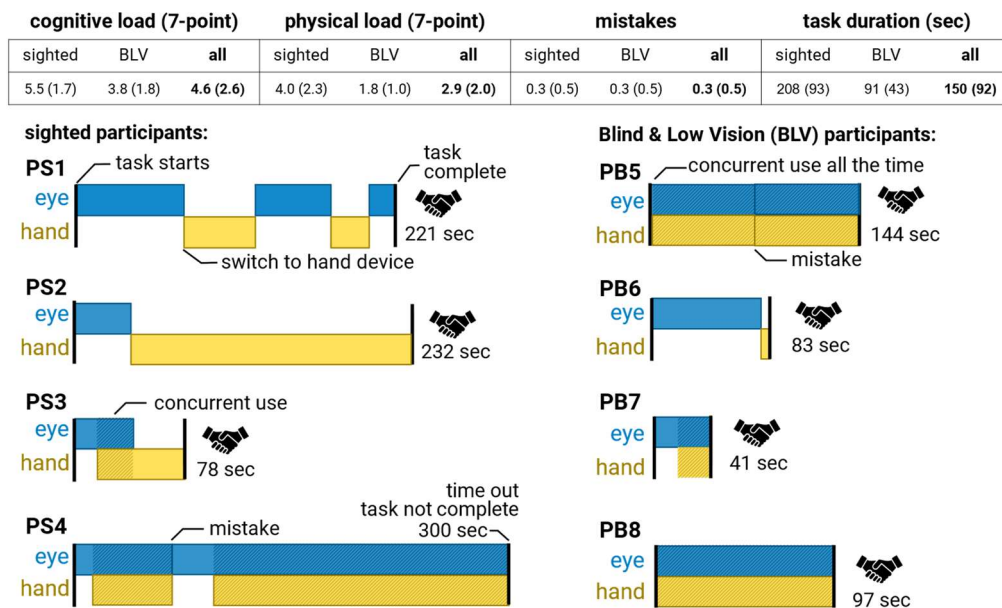 cognitive load (7-point) physical load (7-point) mistakes task duration (sec)
sighted BLV all sighted BLV all sighted BLV all sighted BLV all
5.5 (1.7) 3.8 (1.8) 4.6 (2.6) 4.0 (2.3) 1.8 (1.0) 2.9 (2.0) 0.3 (0.5) 0.3 (0.5) 0.3 (0.5) 208 (93) 91 (43) 150 (92)
sighted participants:
PS1
task starts
task
complete
eye
hand
221 sec
switch to hand device
PS2
eye
hand
232 sec
PS3
concurrent use
eye
hand
78 sec
time out
task not complete
300 sec
PS4
mistake
eye
hand
Blind & Low Vision (BLV) participants:
PB5
concurrent use all the time
eye
hand
144 sec
mistake
PB6
eye
hand
83 sec
PB7
eye
hand
41 sec
PB8
eye
hand
97 sec